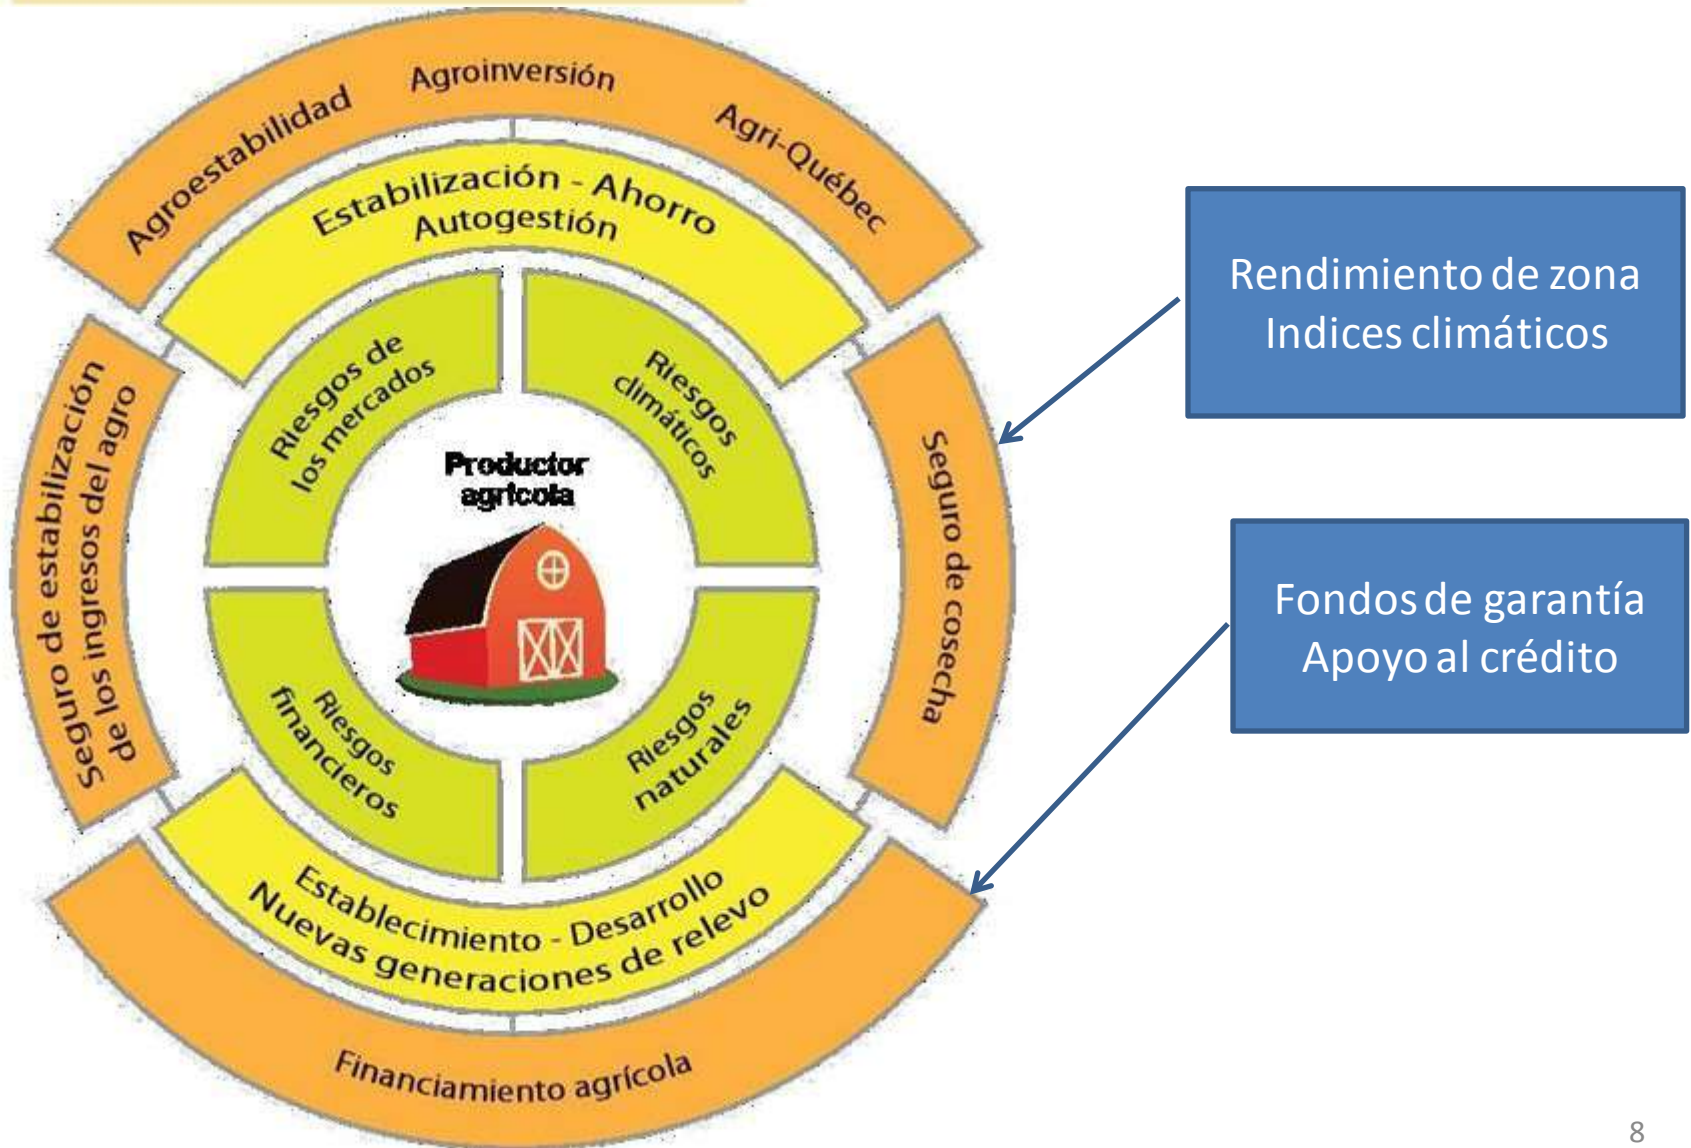 Agroestabilidad
Agroinversión
Agri-Québec
Estabilización - Ahorro
Autogestión
Riesgos de
los mercados
Riesgos
climáticos
Productor
agrícola
Seguro de estabilización
de los ingresos del agro
Seguro de cosecha
Riesgos
financieros
Riesgos
naturales
Establecimiento - Desarrollo
Nuevas generaciones de relevo
Financiamiento agrícola
Rendimiento de zona
Indices climáticos
Fondos de garantía
Apoyo al crédito
8